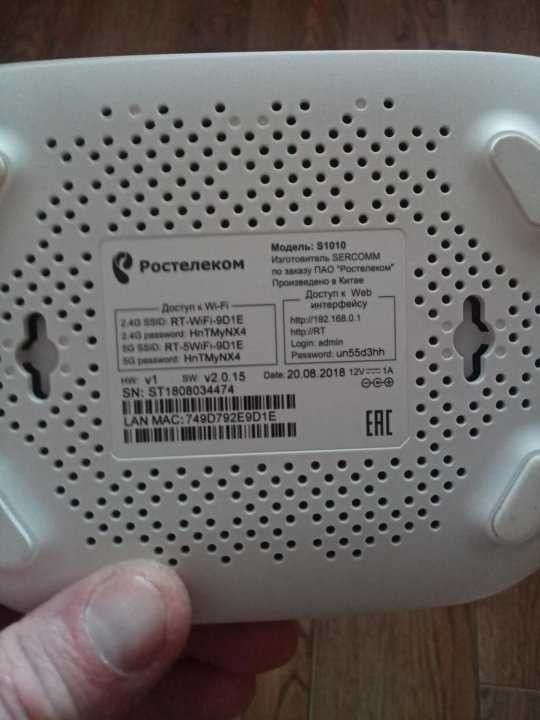 Ростелеком
Модель: S1010
Изготовитель SERCOMM
по заказу ПАО "Ростелеком"
Произведено в Китае
Доступ к Wi-Fi
2.4G SSID: RT-WiFi-9D1E
2.4G password: HnTMyNX4
5G SSID: RT-5WiFi-9D1E
5G password: HnTMyNX4
Доступ к Web
интерфейсу
http://192.168.0.1
http://RT
Login: admin
Password: un55d3hh
HW: v1 SW: v2.0.15 Date: 20.08.2018 12V 1A
SN: ST1808034474
LAN MAC: 749D792E9D1E
EAC